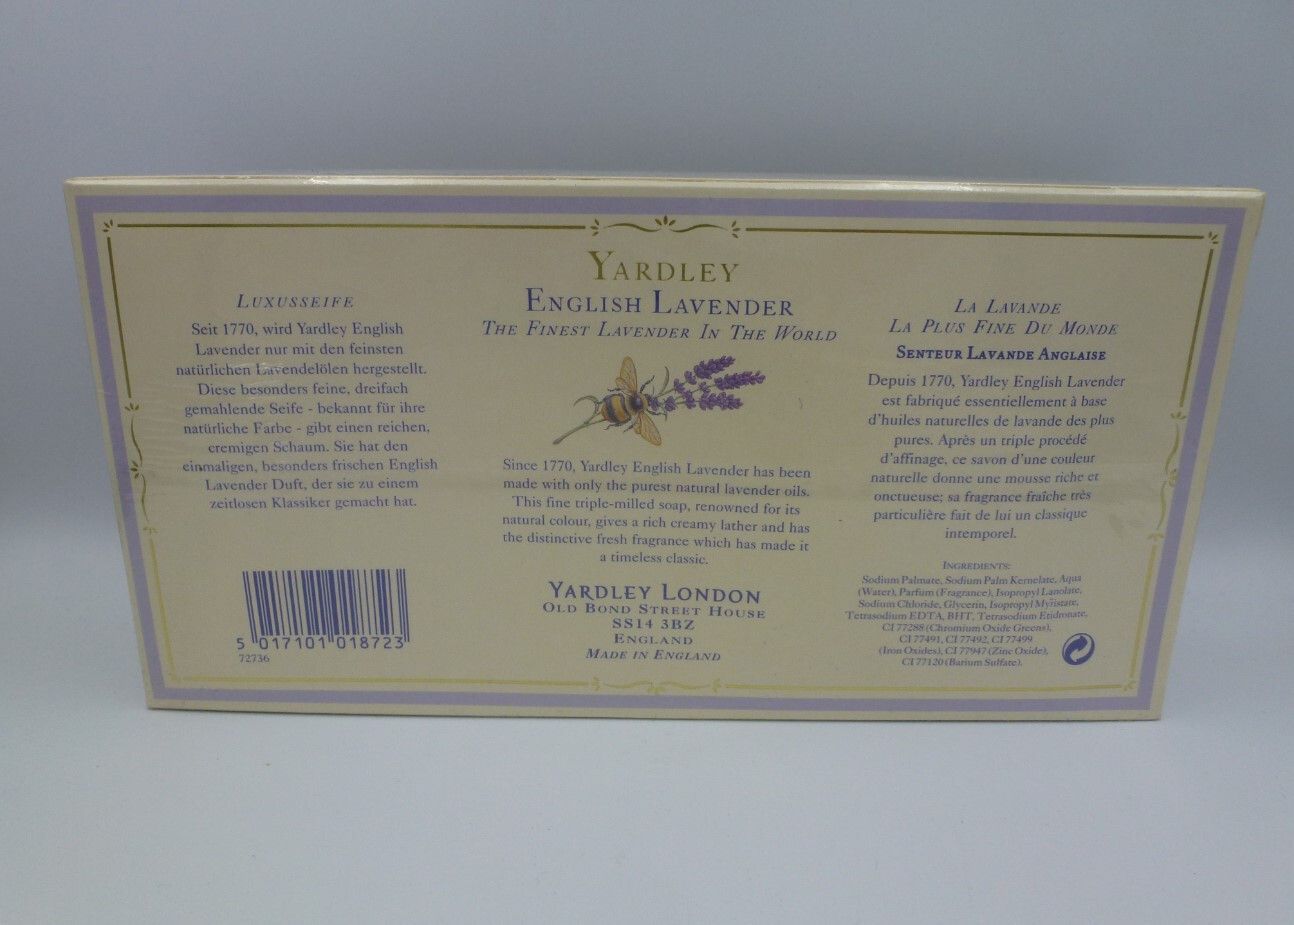 LUXUSSEIFE
Seit 1770, wird Yardley English
Lavender nur mit den feinsten
natürlichen Lavendelölen hergestellt.
Diese besonders feine, dreifach
gemahlende Seife - bekannt für ihre
natürliche Farbe - gibt einen reichen,
cremigen Schaum. Sie hat den
einmaligen, besonders frischen English
Lavender Duft, der sie zu einem
zeitlosen Klassiker gemacht hat.
5 017101 018723
72736
YARDLEY
ENGLISH LAVENDER
THE FINEST LAVENDER IN THE WORLD
Since 1770, Yardley English Lavender has been
made with only the purest natural lavender oils.
This fine triple-milled soap, renowned for its
natural colour, gives a rich creamy lather and has
the distinctive fresh fragrance which has made it
a timeless classic.
YARDLEY LONDON
OLD BOND STREET HOUSE
SS14 3BZ
ENGLAND
MADE IN ENGLAND
LA LAVANDE
LA PLUS FINE DU MONDE
SENTEUR LAVANDE ANGLAISE
Depuis 1770, Yardley English Lavender
est fabriqué essentiellement à base
d'huiles naturelles de lavande des plus
pures. Après un triple procédé
d'affinage, ce savon d'une couleur
naturelle donne une mousse riche et
onctueuse; sa fragrance fraîche très
particulière fait de lui un classique
intemporel.
INGREDIENTS:
Sodium Palmate, Sodium Palm Kernelate, Aqua
(Water), Parfum (Fragrance), Isopropyl Lanolate,
Sodium Chloride, Glycerin, Isopropyl Myristate,
Tetrasodium EDTA, BHT, Tetrasodium Etidronate,
CI 77288 (Chromium Oxide Greens),
CI 77491, CI 77492, CI 77499
(Iron Oxides), CI 77947 (Zinc Oxide),
CI 77120 (Barium Sulfate).